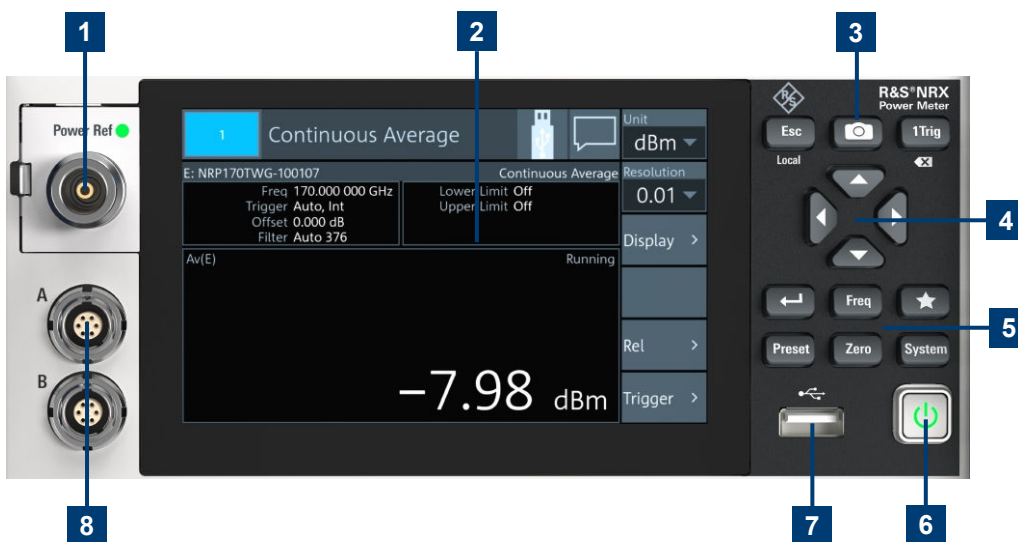 1
2
3
Power Ref
1
Continuous Average
Unit
dBm
E: NRP170TWG-100107
Continuous Average
Freq 170.000 000 GHz
Trigger Auto, Int
Offset 0.000 dB
Filter Auto 376
Lower Limit Off
Upper Limit Off
Resolution
0.01
Display >
Av(E)
Running
−7.98 dBm
Rel >
Trigger >
A
B
R&S
R&S®NRX
Power Meter
Esc
1Trig
Local
4
Freq
5
Preset
Zero
System
8
7
6